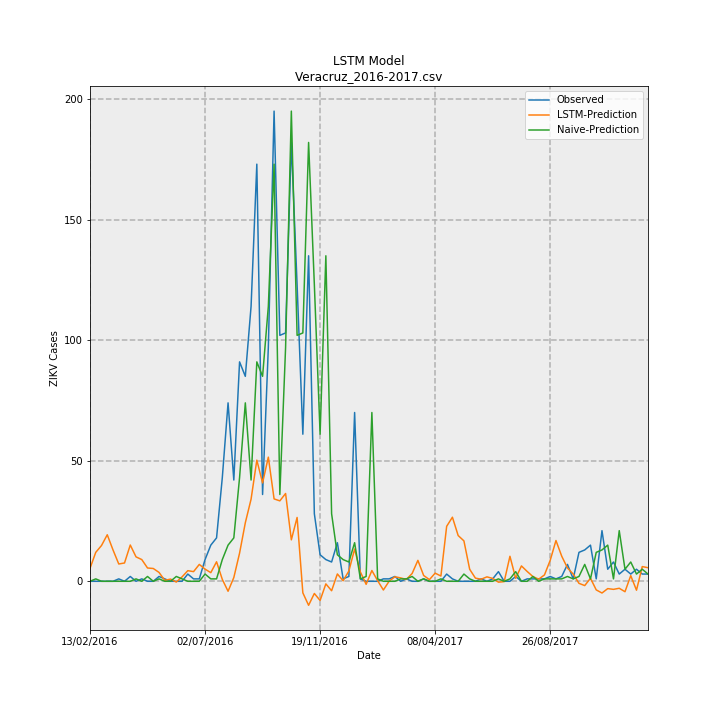 LSTM Model
Veracruz_2016-2017.csv
Observed
LSTM-Prediction
Naive-Prediction
200
150
100
50
0
ZIKV Cases
13/02/2016
02/07/2016
19/11/2016
08/04/2017
26/08/2017
Date